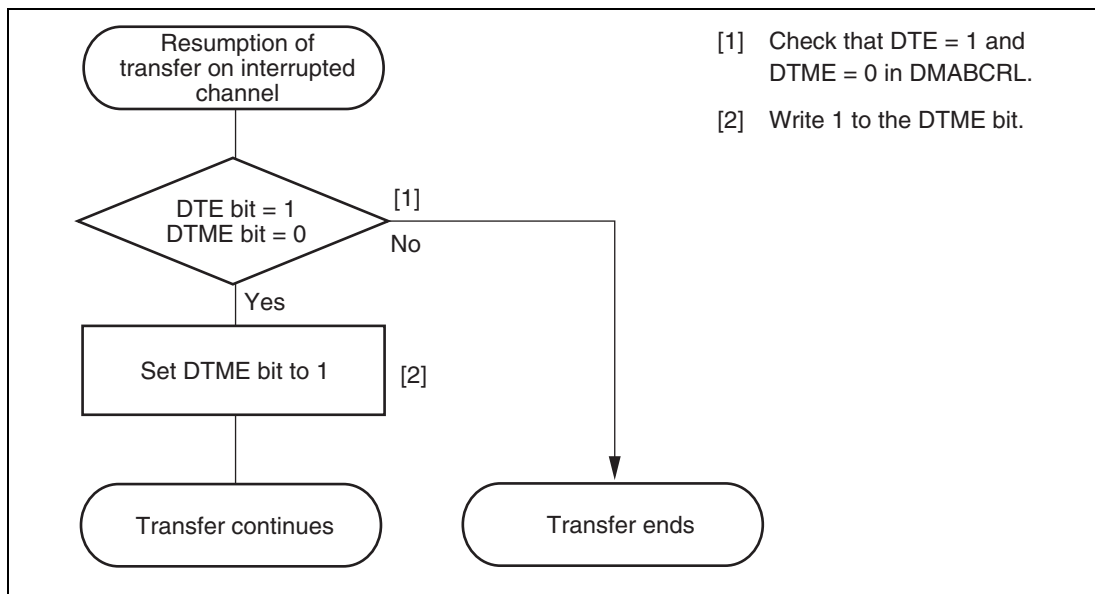 Resumption of
transfer on interrupted
channel
[1] Check that DTE = 1 and
DTME = 0 in DMABCRL.
[2] Write 1 to the DTME bit.
DTE bit = 1
DTME bit = 0
[1]
No
Yes
Set DTME bit to 1
[2]
Transfer continues
Transfer ends